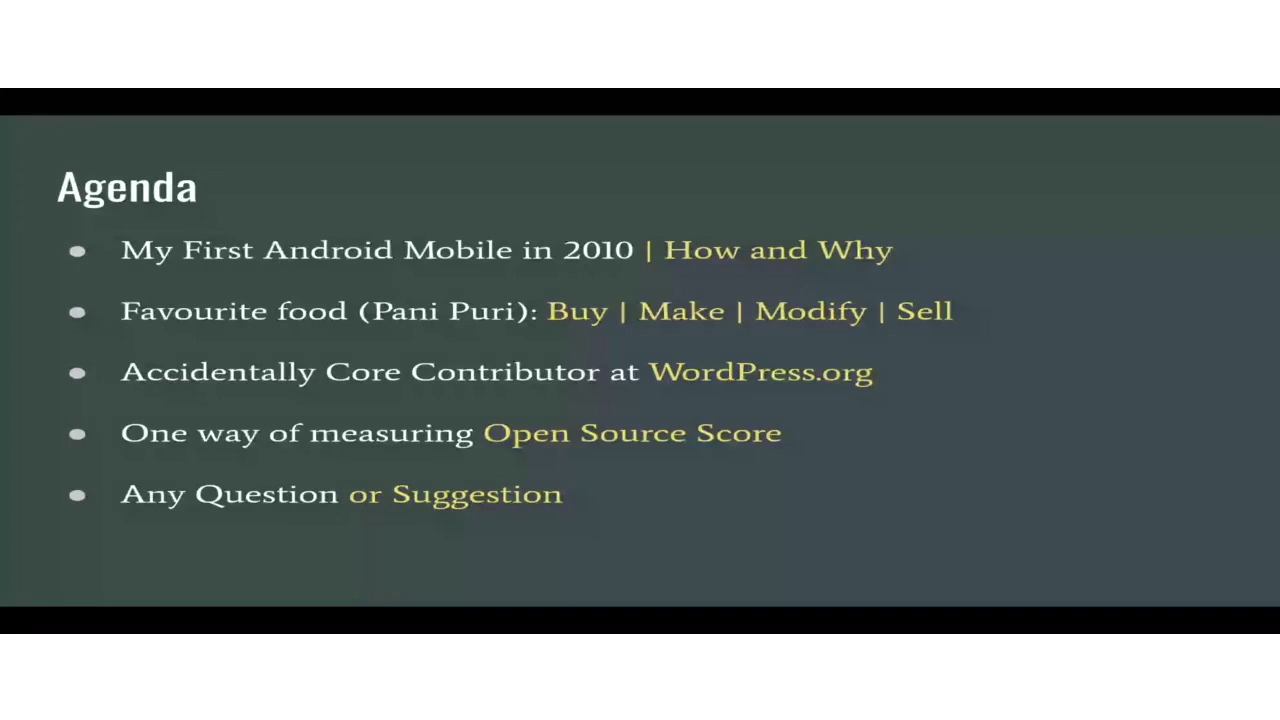 Agenda
My First Android Mobile in 2010 | How and Why
Favourite food (Pani Puri): Buy | Make | Modify | Sell
Accidentally Core Contributor at WordPress.org
One way of measuring Open Source Score
Any Question or Suggestion